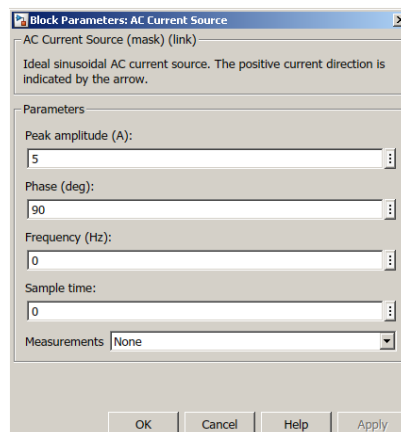 Block Parameters: AC Current Source
AC Current Source (mask) (link)
Ideal sinusoidal AC current source. The positive current direction is
indicated by the arrow.
Parameters
Peak amplitude (A):
5
Phase (deg):
90
Frequency (Hz):
0
Sample time:
0
Measurements None
OK Cancel Help Apply